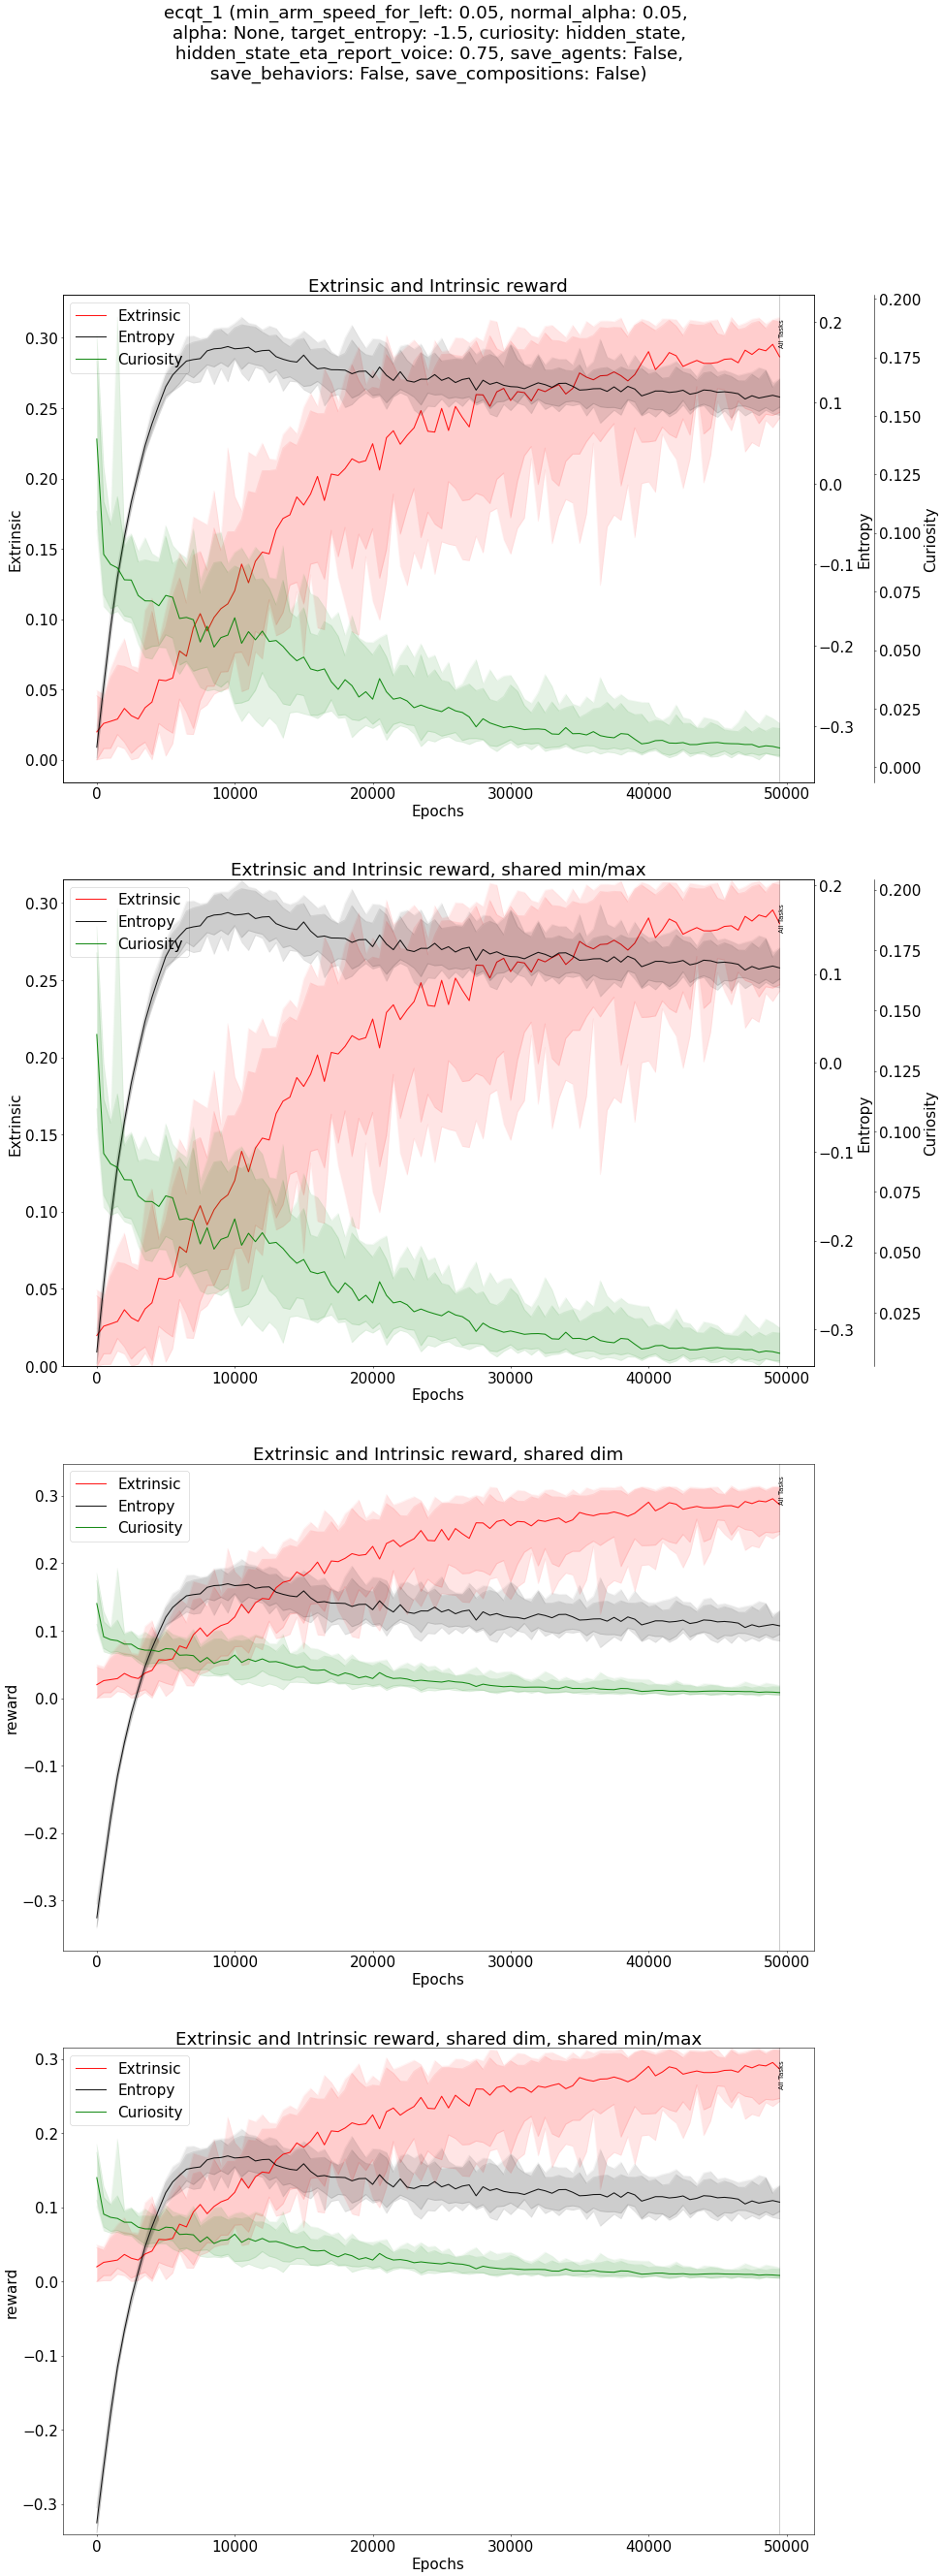 ecqt_1 (min_arm_speed_for_left: 0.05, normal_alpha: 0.05,
alpha: None, target_entropy: -1.5, curiosity: hidden_state,
hidden_state_eta_report_voice: 0.75, save_agents: False,
save_behaviors: False, save_compositions: False)
Extrinsic and Intrinsic reward
Extrinsic
Entropy
Curiosity
All Tasks
0.30
0.25
0.20
0.15
0.10
0.05
0.00
Extrinsic
0.2
0.1
0.0
−0.1
−0.2
−0.3
Entropy
0.200
0.175
0.150
0.125
0.100
0.075
0.050
0.025
0.000
Curiosity
0 10000 20000 30000 40000 50000
Epochs
Extrinsic and Intrinsic reward, shared min/max
Extrinsic
Entropy
Curiosity
All Tasks
0.30
0.25
0.20
0.15
0.10
0.05
0.00
Extrinsic
0.2
0.1
0.0
−0.1
−0.2
−0.3
Entropy
0.200
0.175
0.150
0.125
0.100
0.075
0.050
0.025
Curiosity
0 10000 20000 30000 40000 50000
Epochs
Extrinsic and Intrinsic reward, shared dim
Extrinsic
Entropy
Curiosity
All Tasks
0.3
0.2
0.1
0.0
−0.1
−0.2
−0.3
reward
0 10000 20000 30000 40000 50000
Epochs
Extrinsic and Intrinsic reward, shared dim, shared min/max
Extrinsic
Entropy
Curiosity
All Tasks
0.3
0.2
0.1
0.0
−0.1
−0.2
−0.3
reward
0 10000 20000 30000 40000 50000
Epochs